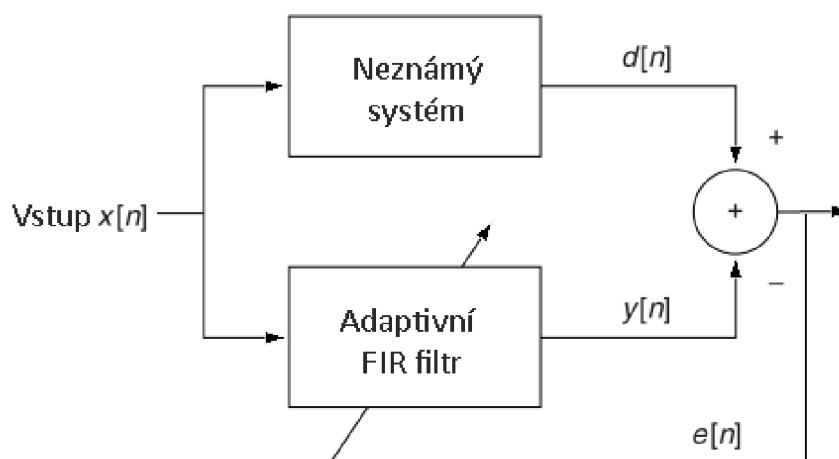 Neznámý
systém
d[n]
+
Vstup x[n]
+
–
Adaptivní
FIR filtr
y[n]
e[n]